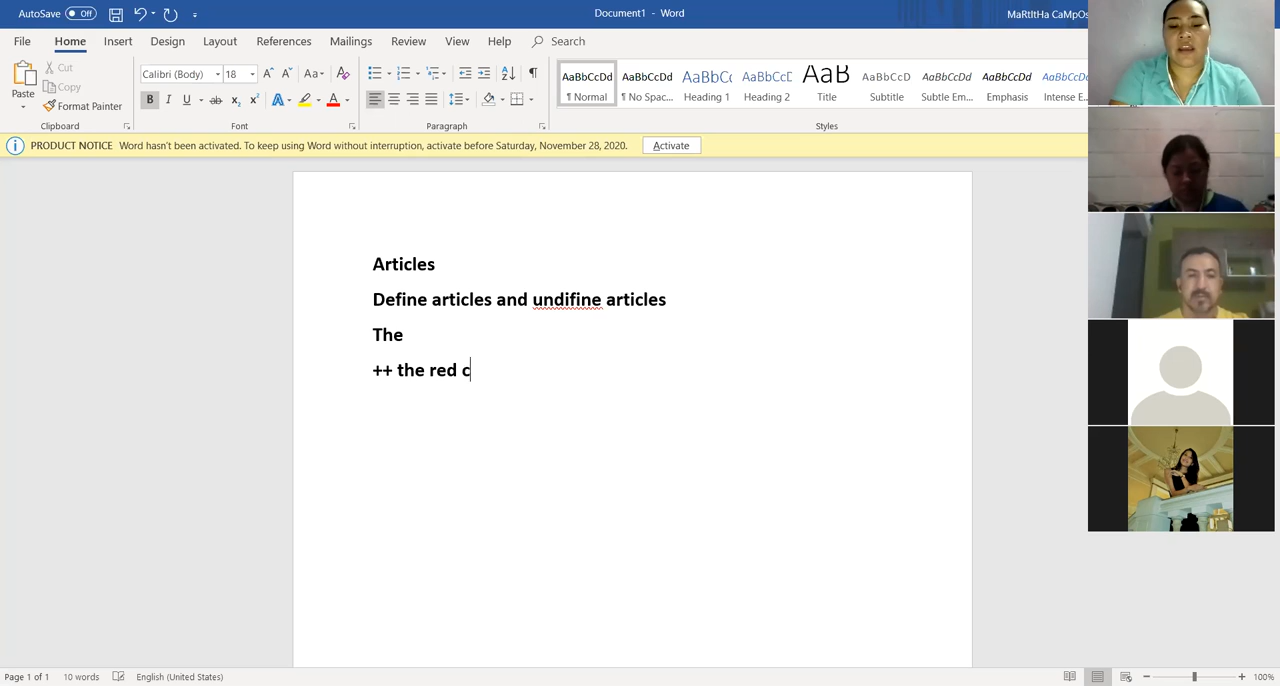 AutoSave Off Document1 - Word MaRtItHa CaMpOs
File Home Insert Design Layout References Mailings Review View Help Search
Paste Cut Copy Format Painter
Calibri (Body) 18 Aa
AaBbCcDd AaBbCcDd AaBbCc AaBbCcD AaB AaBbCcD AaBbCcDd AaBbCcDd AaBbCcDd
¶ Normal ¶ No Spac... Heading 1 Heading 2 Title Subtitle Subtle Em... Emphasis Intense E...
Clipboard Font Paragraph Styles
PRODUCT NOTICE Word hasn't been activated. To keep using Word without interruption, activate before Saturday, November 28, 2020. Activate
Articles
Define articles and undifine articles
The
++ the red c
Page 1 of 1 10 words English (United States) 100%